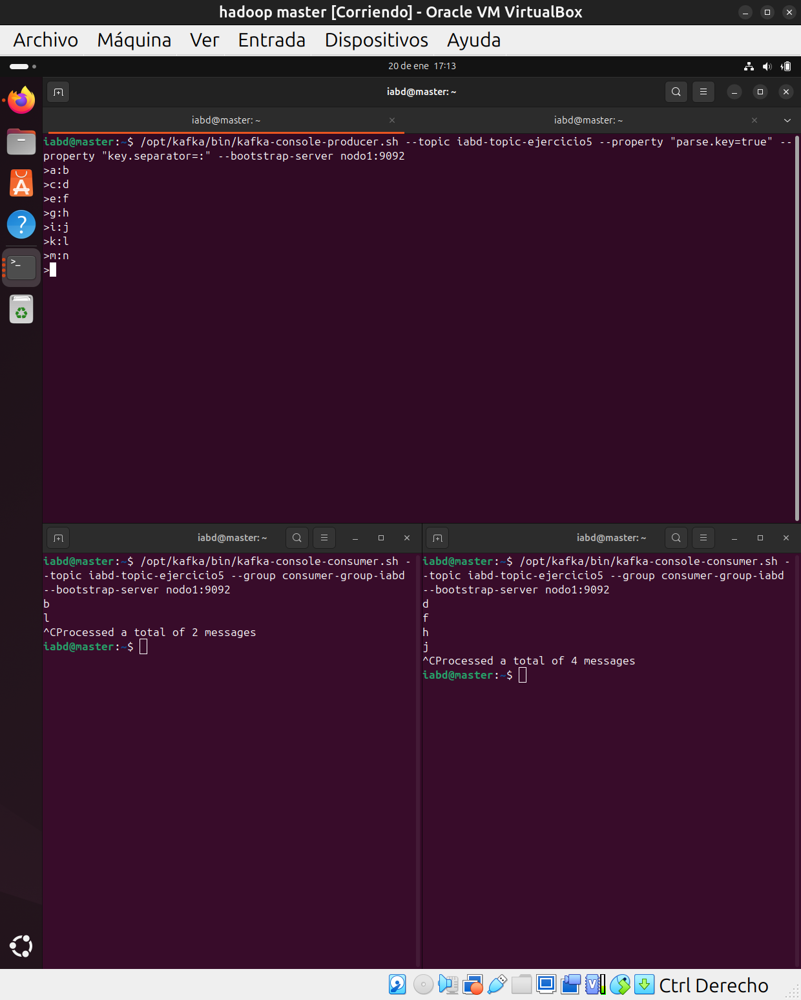 hadoop master [Corriendo] - Oracle VM VirtualBox
Archivo Máquina Ver Entrada Dispositivos Ayuda
20 de ene 17:13
iabd@master: ~
iabd@master: ~ iabd@master: ~
iabd@master:~$ /opt/kafka/bin/kafka-console-producer.sh --topic iabd-topic-ejercicio5 --property "parse.key=true" --
property "key.separator=:" --bootstrap-server nodo1:9092
>a:b
>c:d
>e:f
>g:h
>i:j
>k:l
>m:n
>
iabd@master: ~
iabd@master:~$ /opt/kafka/bin/kafka-console-consumer.sh -
-topic iabd-topic-ejercicio5 --group consumer-group-iabd
--bootstrap-server nodo1:9092
b
l
^CProcessed a total of 2 messages
iabd@master:~$
iabd@master: ~
iabd@master:~$ /opt/kafka/bin/kafka-console-consumer.sh -
-topic iabd-topic-ejercicio5 --group consumer-group-iabd
--bootstrap-server nodo1:9092
d
f
h
j
^CProcessed a total of 4 messages
iabd@master:~$
Ctrl Derecho